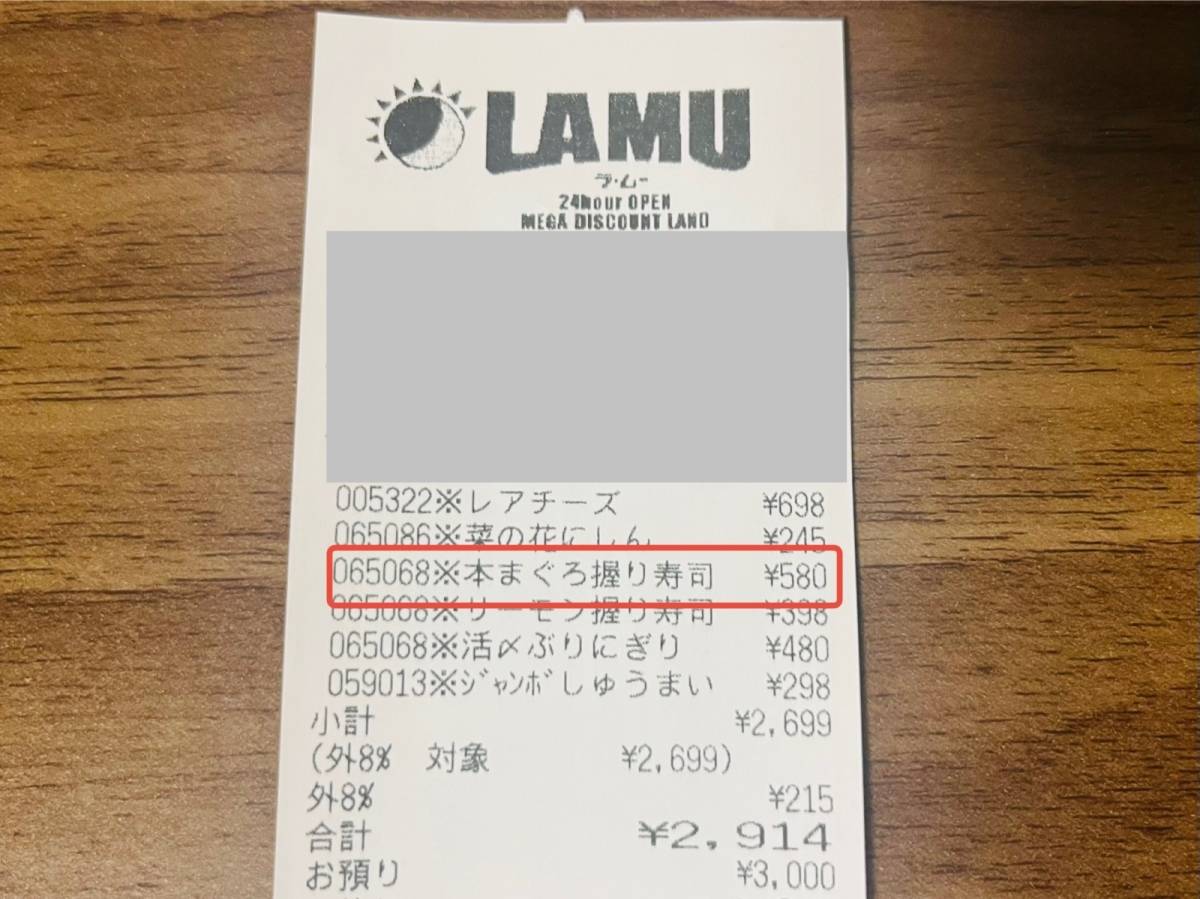 LAMU
ラ・ムー
24hour OPEN
MEGA DISCOUNT LAND
005322※レアチーズ ¥698
065086※菜の花にしん ¥245
065068※本まぐろ握り寿司 ¥580
065068※サーモン握り寿司 ¥398
065068※活〆ぶりにぎり ¥480
059013※ｼﾞｬﾝﾎﾞしゅうまい ¥298
小計 ¥2,699
(外8% 対象 ¥2,699)
外8% ¥215
合計 ¥2,914
お預り ¥3,000